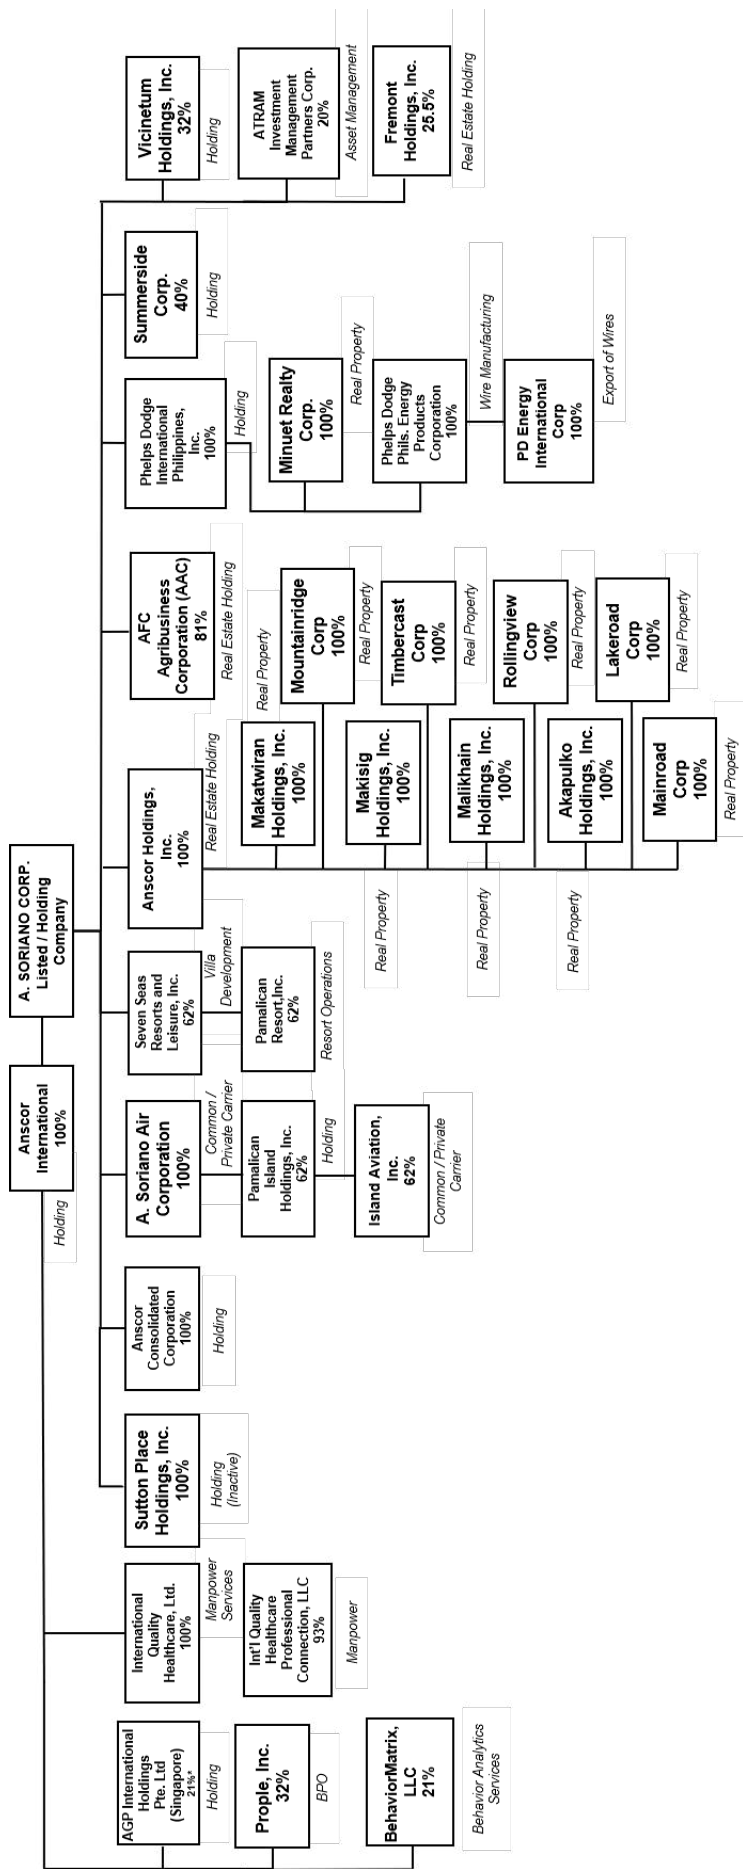 A. SORIANO CORP.
Listed / Holding
Company
Anscor
International
100%
Holding
AGP International
Holdings
Pte. Ltd
(Singapore)
21%*
Holding
Prople, Inc.
32%
BPO
BehaviorMatrix,
LLC
21%
Behavior Analytics
Services
International
Quality
Healthcare, Ltd.
100%
Manpower
Services
Int'l Quality
Healthcare
Professional
Connection, LLC
93%
Manpower
Sutton Place
Holdings, Inc.
100%
Holding
(Inactive)
Anscor
Consolidated
Corporation
100%
Holding
A. Soriano Air
Corporation
100%
Common /
Private Carrier
Pamalican
Island
Holdings, Inc.
62%
Holding
Island Aviation,
Inc.
62%
Common / Private
Carrier
Seven Seas
Resorts and
Leisure, Inc.
62%
Villa
Development
Pamalican
Resort,Inc.
62%
Resort Operations
Anscor Holdings,
Inc.
100%
Real Estate Holding
Makatwiran
Holdings, Inc.
100%
Real Property
Mountainridge
Corp
100%
Real Property
Makisig
Holdings, Inc.
100%
Real Property
Timbercast
Corp
100%
Real Property
Malikhain
Holdings, Inc.
100%
Real Property
Rollingview
Corp
100%
Real Property
Akapulko
Holdings, Inc.
100%
Real Property
Lakeroad
Corp
100%
Real Property
Mainroad
Corp
100%
Real Property
AFC
Agribusiness
Corporation (AAC)
81%
Real Estate Holding
Phelps Dodge
International
Philippines,
Inc.
100%
Holding
Minuet Realty
Corp.
100%
Real Property
Phelps Dodge
Phils. Energy
Products
Corporation
100%
Wire Manufacturing
PD Energy
International
Corp
100%
Export of Wires
Summerside
Corp.
40%
Holding
Vicinetum
Holdings, Inc.
32%
Holding
ATRAM
Investment
Management
Partners Corp.
20%
Asset Management
Fremont
Holdings, Inc.
25.5%
Real Estate Holding